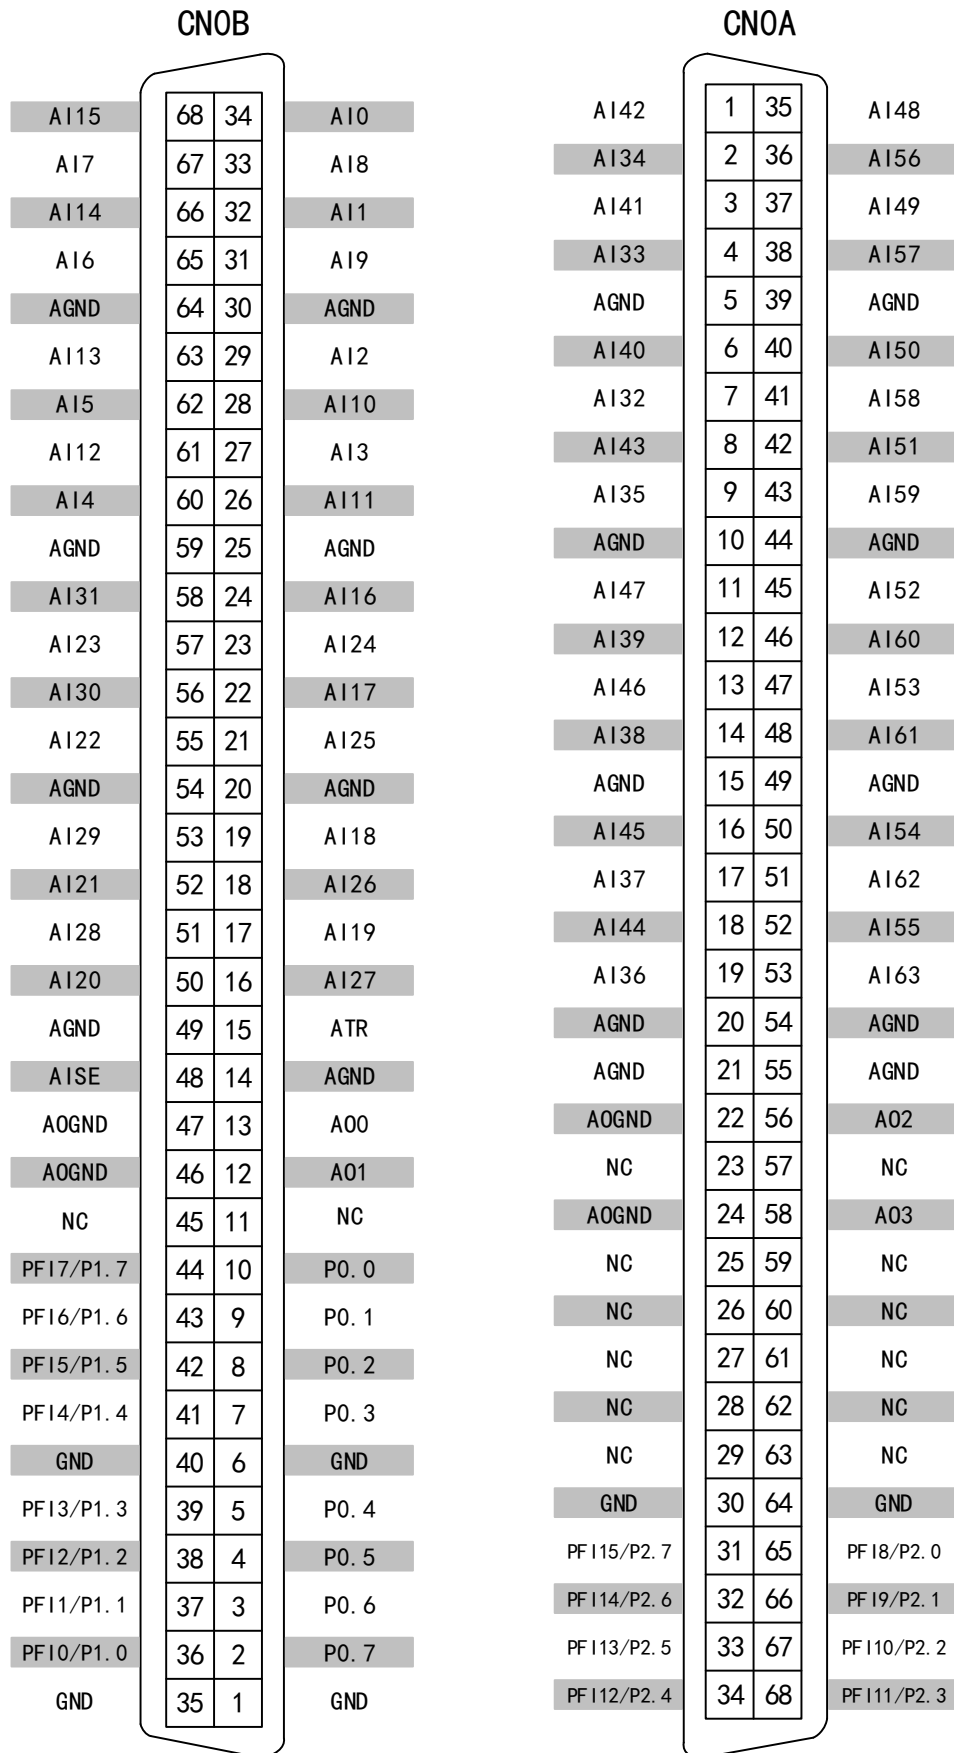 CN0B
AI15 68 34 AI0
AI7 67 33 AI8
AI14 66 32 AI1
AI6 65 31 AI9
AGND 64 30 AGND
AI13 63 29 AI2
AI5 62 28 AI10
AI12 61 27 AI3
AI4 60 26 AI11
AGND 59 25 AGND
AI31 58 24 AI16
AI23 57 23 AI24
AI30 56 22 AI17
AI22 55 21 AI25
AGND 54 20 AGND
AI29 53 19 AI18
AI21 52 18 AI26
AI28 51 17 AI19
AI20 50 16 AI27
AGND 49 15 ATR
AISE 48 14 AGND
AOGND 47 13 AO0
AOGND 46 12 AO1
NC 45 11 NC
PFI7/P1.7 44 10 P0.0
PFI6/P1.6 43 9 P0.1
PFI5/P1.5 42 8 P0.2
PFI4/P1.4 41 7 P0.3
GND 40 6 GND
PFI3/P1.3 39 5 P0.4
PFI2/P1.2 38 4 P0.5
PFI1/P1.1 37 3 P0.6
PFI0/P1.0 36 2 P0.7
GND 35 1 GND
CN0A
AI42 1 35 AI48
AI34 2 36 AI56
AI41 3 37 AI49
AI33 4 38 AI57
AGND 5 39 AGND
AI40 6 40 AI50
AI32 7 41 AI58
AI43 8 42 AI51
AI35 9 43 AI59
AGND 10 44 AGND
AI47 11 45 AI52
AI39 12 46 AI60
AI46 13 47 AI53
AI38 14 48 AI61
AGND 15 49 AGND
AI45 16 50 AI54
AI37 17 51 AI62
AI44 18 52 AI55
AI36 19 53 AI63
AGND 20 54 AGND
AGND 21 55 AGND
AOGND 22 56 AO2
NC 23 57 NC
AOGND 24 58 AO3
NC 25 59 NC
NC 26 60 NC
NC 27 61 NC
NC 28 62 NC
NC 29 63 NC
GND 30 64 GND
PFI15/P2.7 31 65 PFI8/P2.0
PFI14/P2.6 32 66 PFI9/P2.1
PFI13/P2.5 33 67 PFI10/P2.2
PFI12/P2.4 34 68 PFI11/P2.3